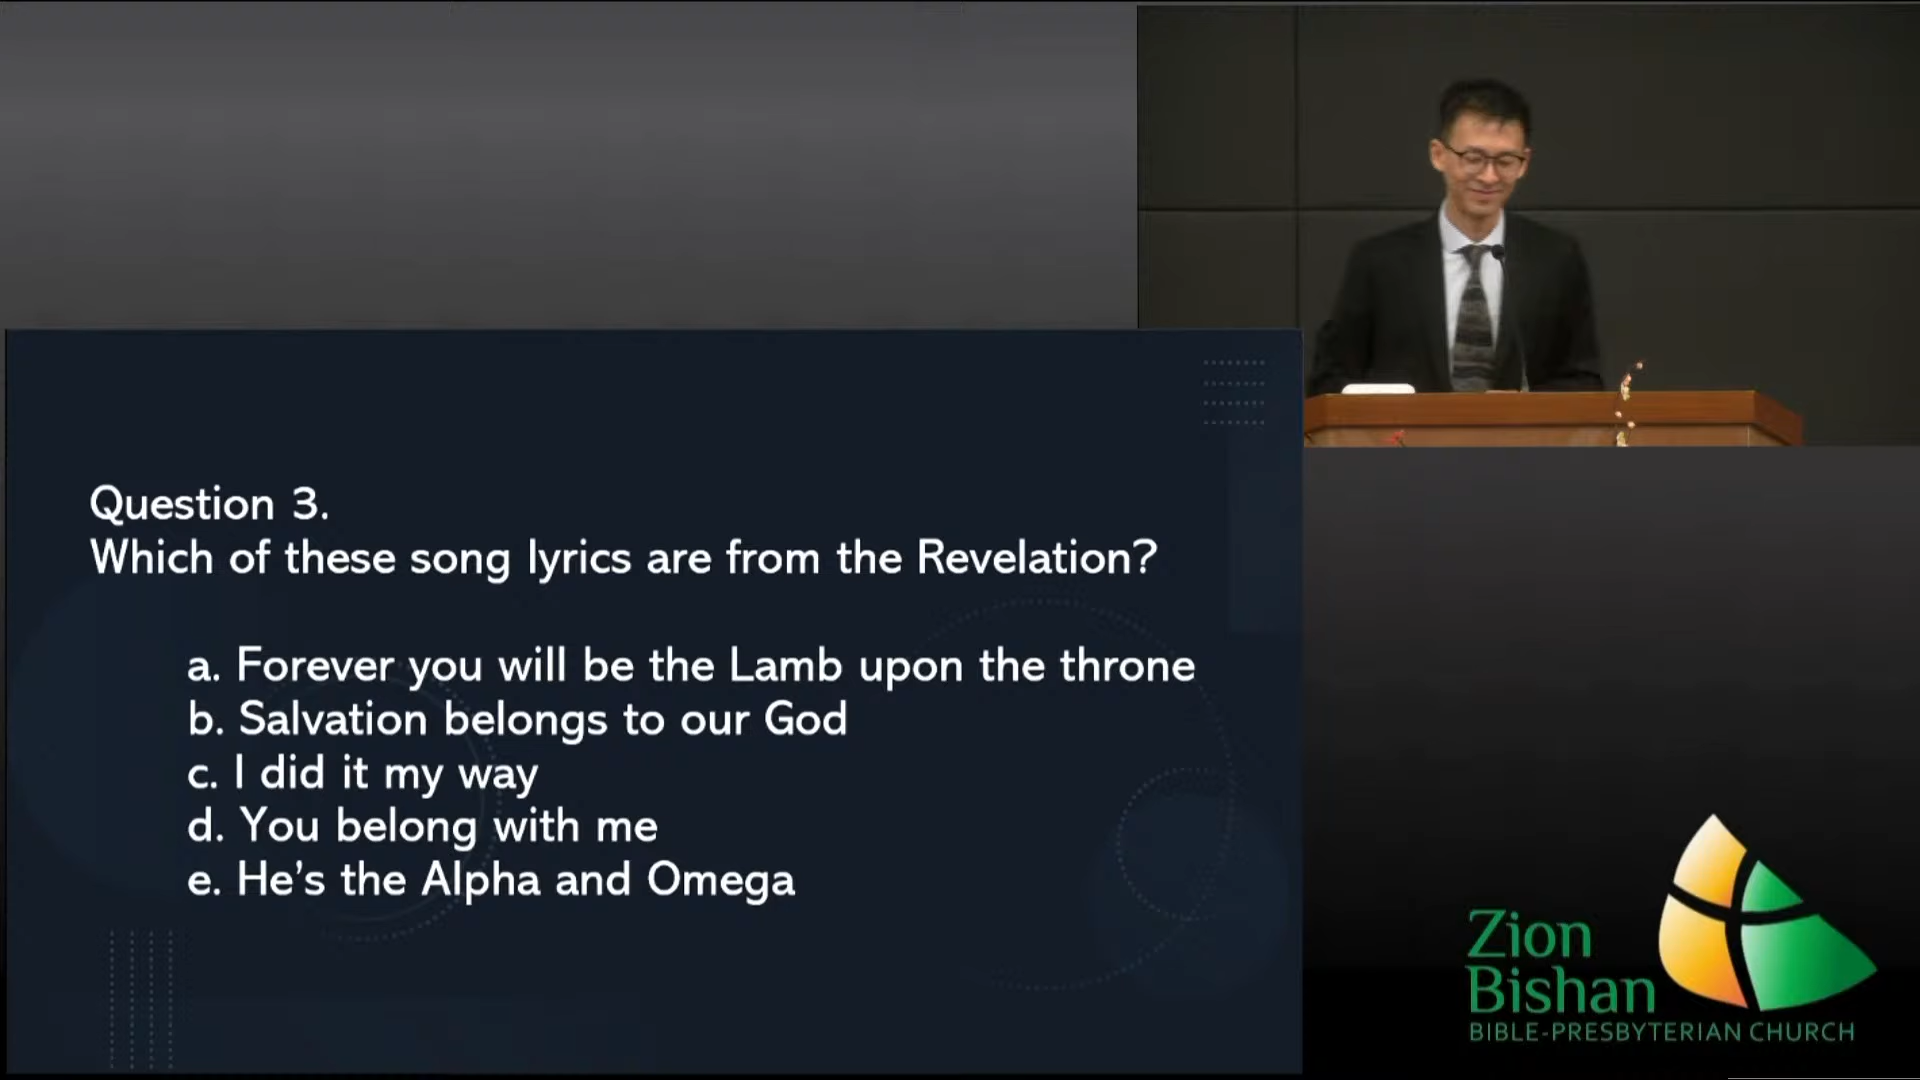 Question 3.
Which of these song lyrics are from the Revelation?
a. Forever you will be the Lamb upon the throne
b. Salvation belongs to our God
c. I did it my way
d. You belong with me
e. He's the Alpha and Omega
Zion
Bishan
BIBLE-PRESBYTERIAN CHURCH